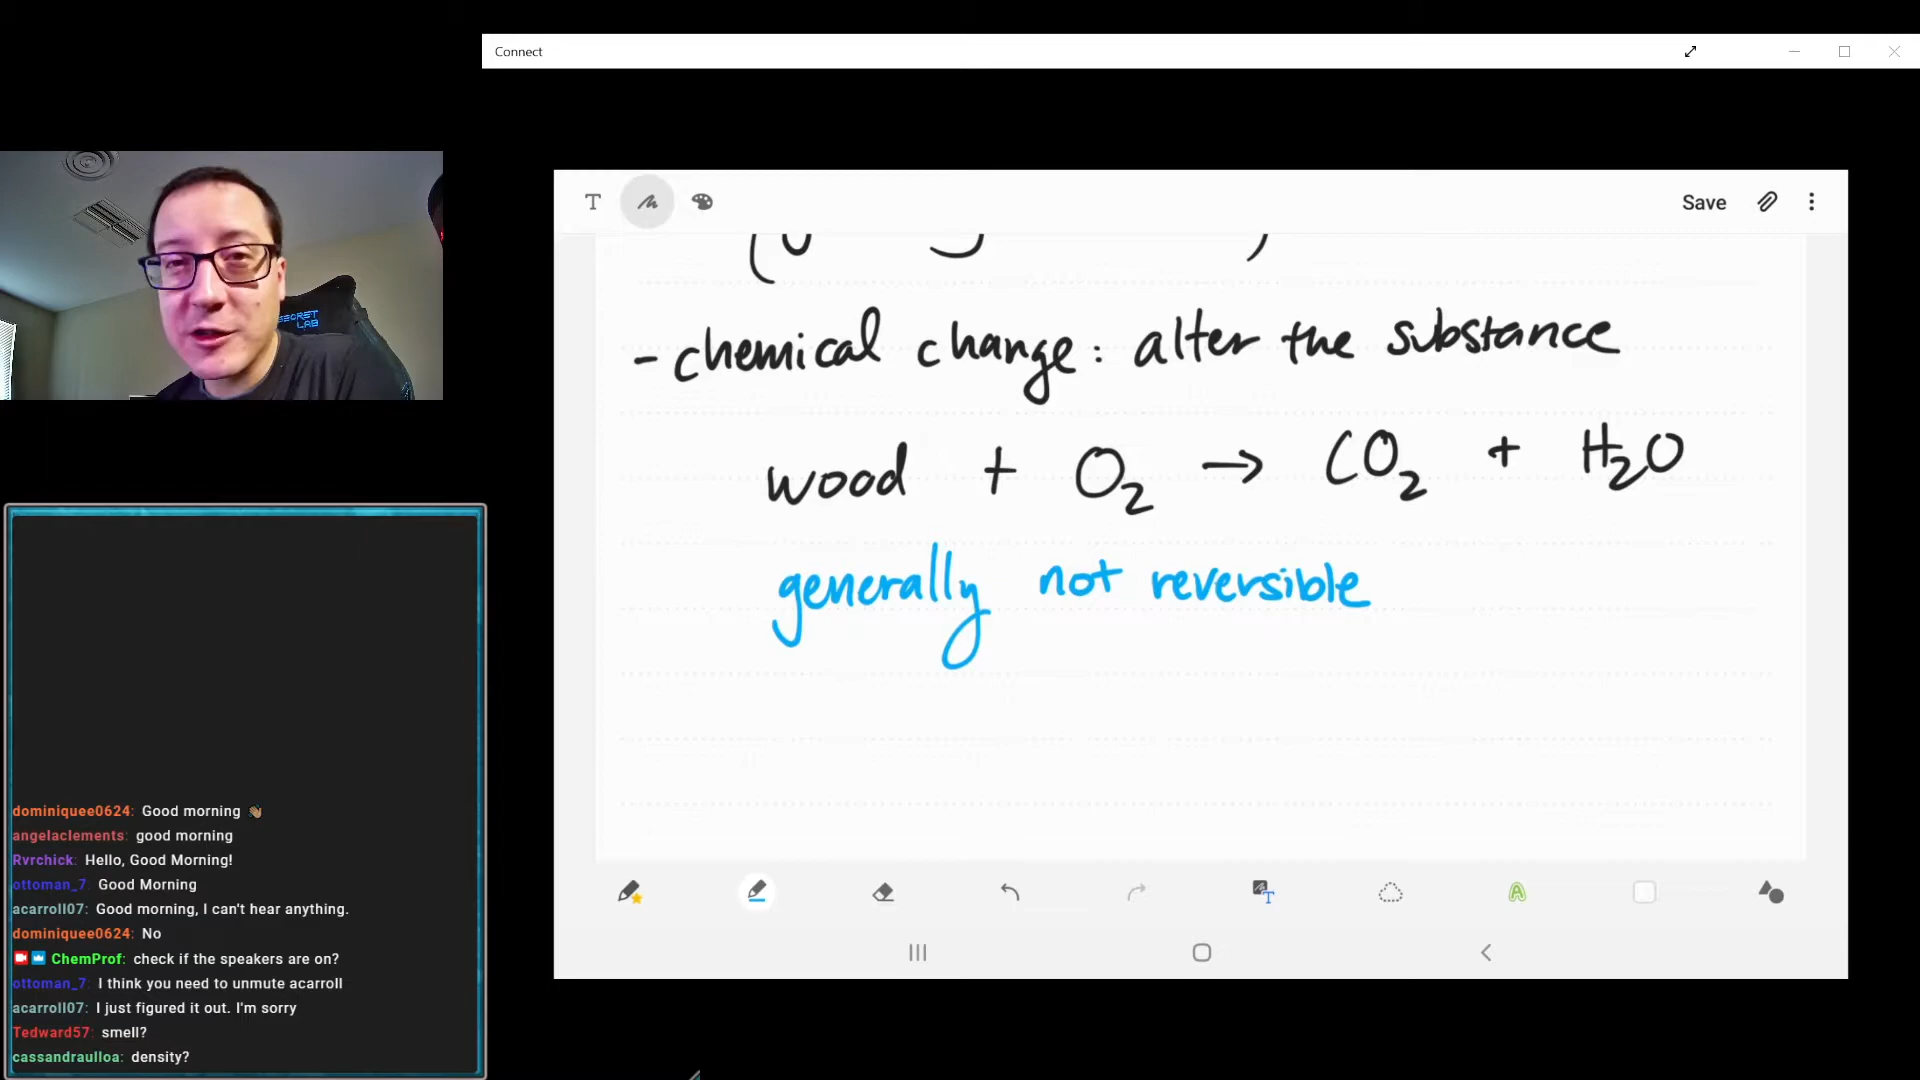 Connect
SECRET
LAB
T
Save
- chemical change: alter the substance
wood + O2 → CO2 + H2O
generally not reversible
dominiquee0624: Good morning 👋🏾
angelaclements: good morning
Rvrchick: Hello, Good Morning!
ottoman_7: Good Morning
acarroll07: Good morning, I can't hear anything.
dominiquee0624: No
ChemProf: check if the speakers are on?
ottoman_7: I think you need to unmute acarroll
acarroll07: I just figured it out. I'm sorry
Tedward57: smell?
cassandraulloa: density?